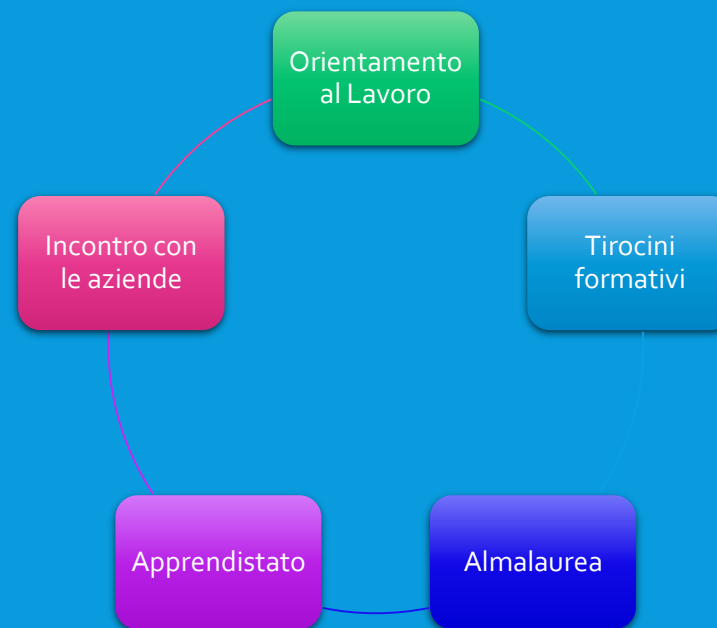 Orientamento
al Lavoro
Tirocini
formativi
Almalaurea
Apprendistato
Incontro con
le aziende